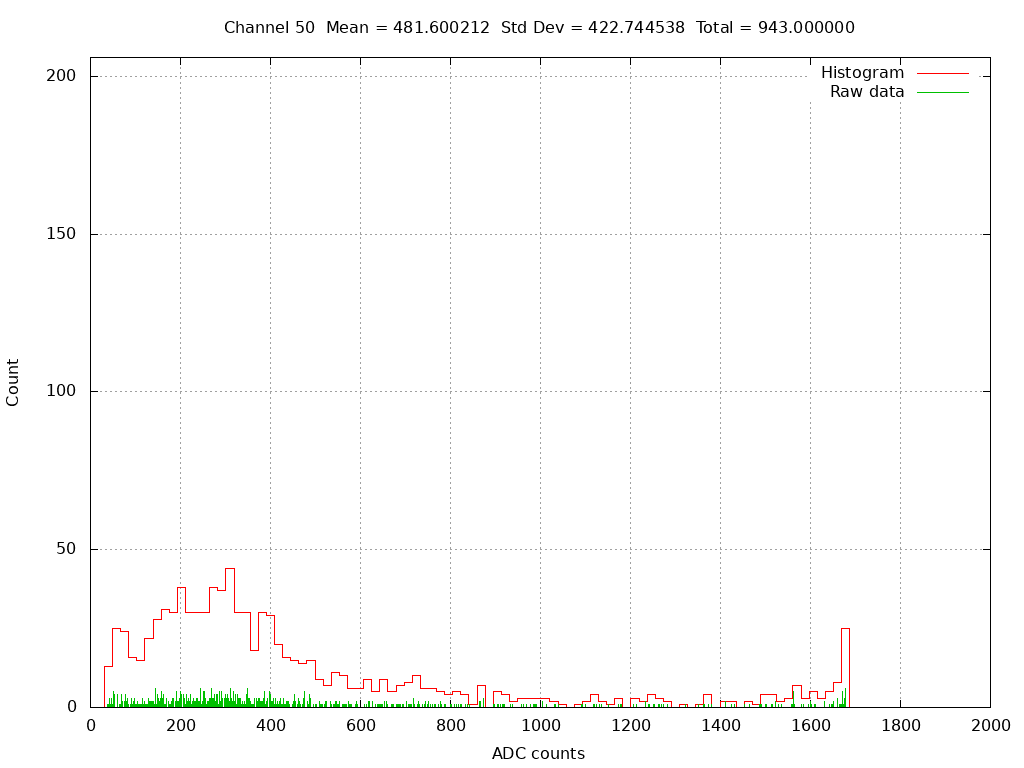 Channel 50  Mean = 481.600212  Std Dev = 422.744538  Total = 943.000000
Histogram
Raw data
200
150
100
50
0
Count
0 200 400 600 800 1000 1200 1400 1600 1800 2000
ADC counts